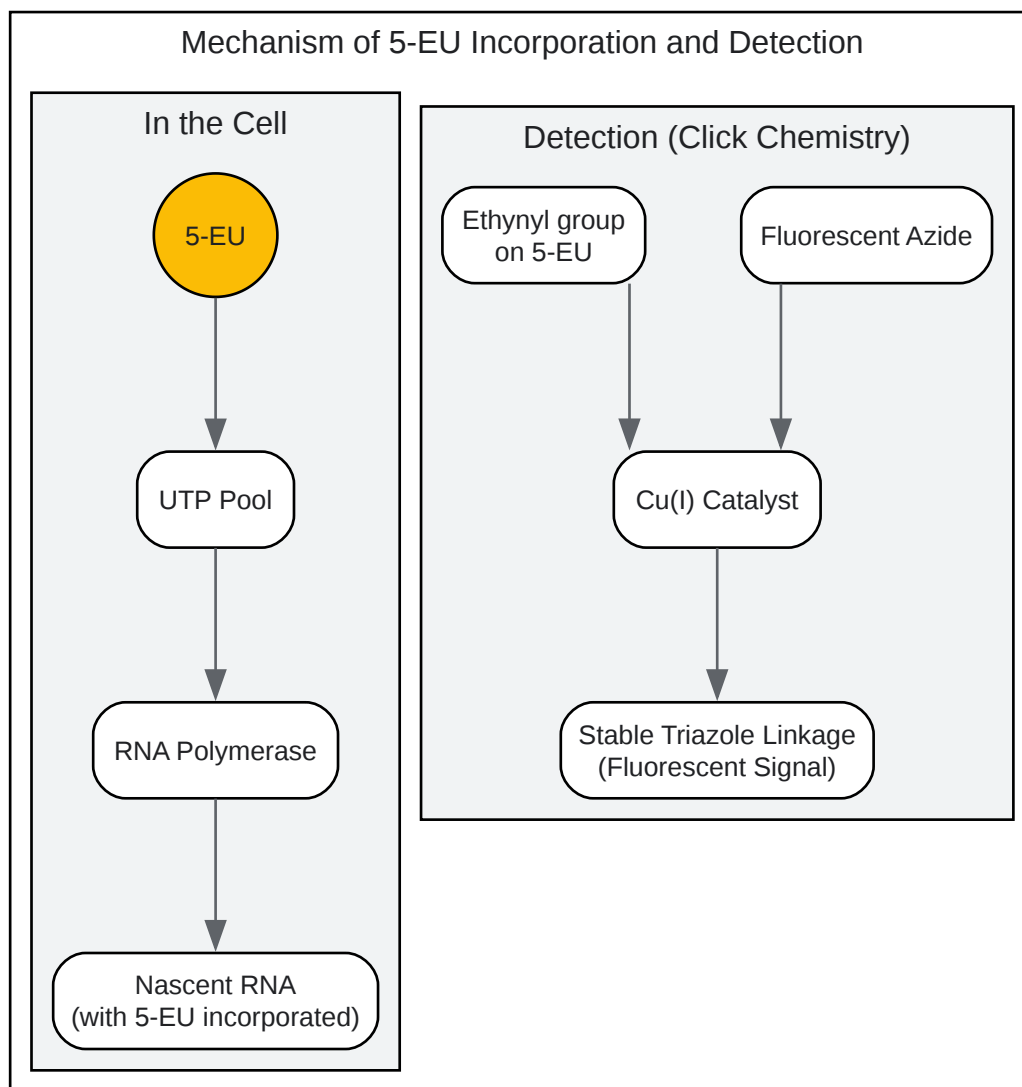 Mechanism of 5-EU Incorporation and Detection
In the Cell
5-EU
UTP Pool
RNA Polymerase
Nascent RNA
(with 5-EU incorporated)
Detection (Click Chemistry)
Ethynyl group
on 5-EU
Fluorescent Azide
Cu(I) Catalyst
Stable Triazole Linkage
(Fluorescent Signal)